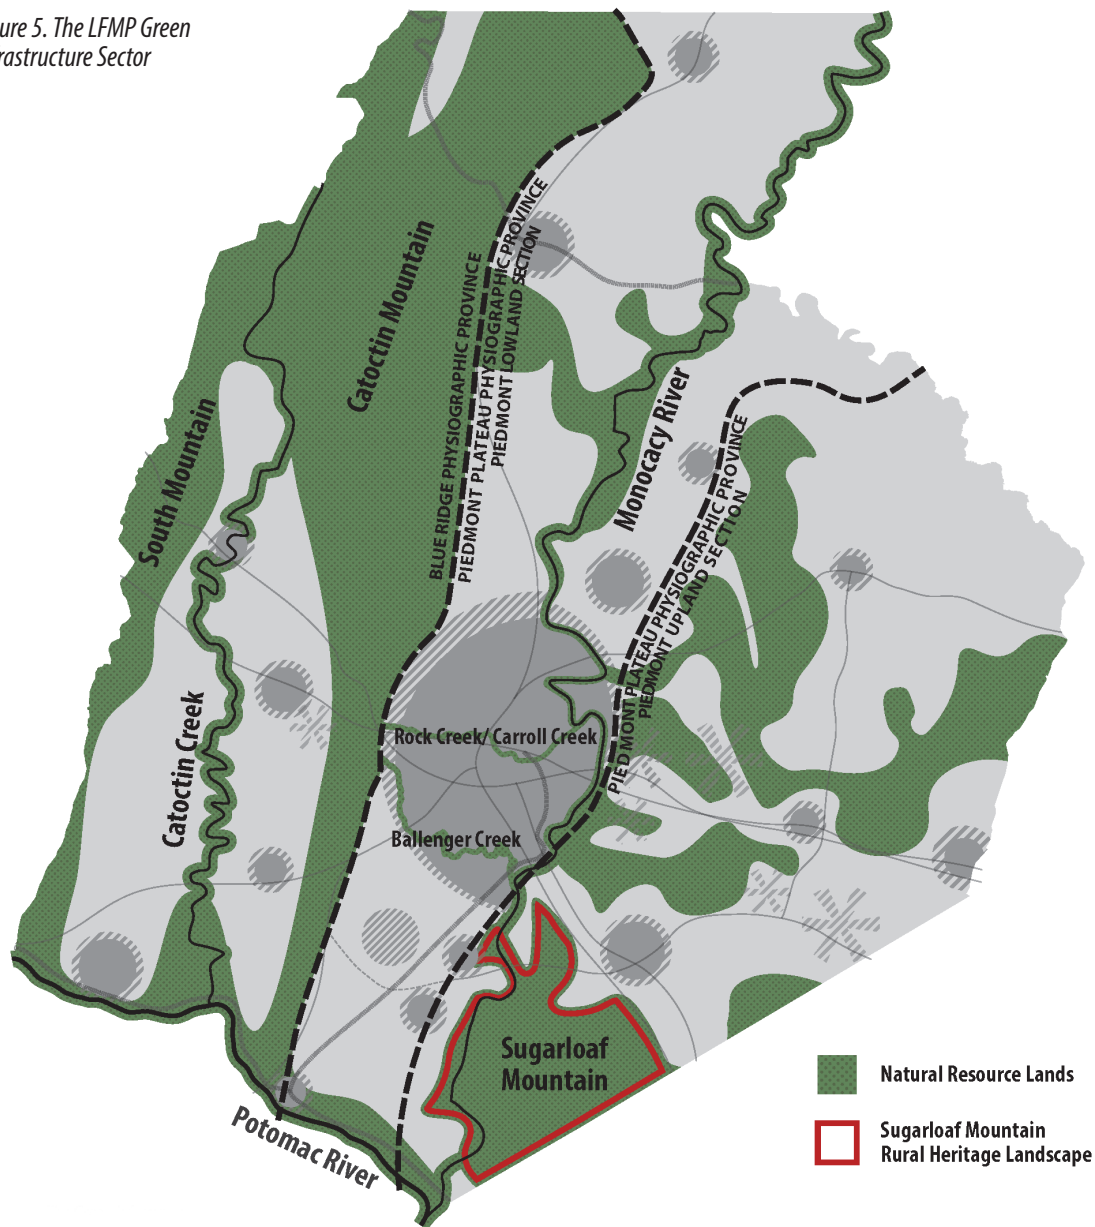 ure 5. The LFMP Green
rastructure Sector
Catoctin Mountain
South Mountain
BLUE RIDGE PHYSIOGRAPHIC PROVINCE
PIEDMONT PLATEAU PHYSIOGRAPHIC PROVINCE
PIEDMONT LOWLAND SECTION
Monocacy River
PIEDMONT PLATEAU PHYSIOGRAPHIC PROVINCE
PIEDMONT UPLAND SECTION
Catoctin Creek
Rock Creek/ Carroll Creek
Ballenger Creek
Sugarloaf
Mountain
Potomac River
Natural Resource Lands
Sugarloaf Mountain
Rural Heritage Landscape